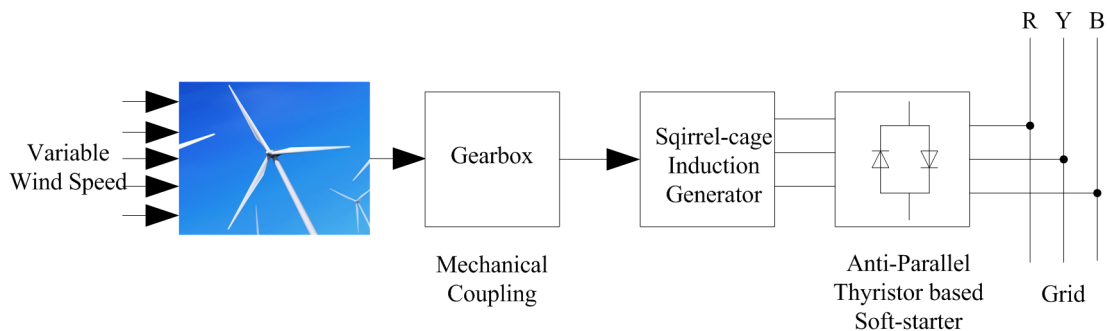 R Y B
Variable
Wind Speed
Gearbox
Sqirrel-cage
Induction
Generator
Mechanical
Coupling
Anti-Parallel
Thyristor based
Soft-starter
Grid